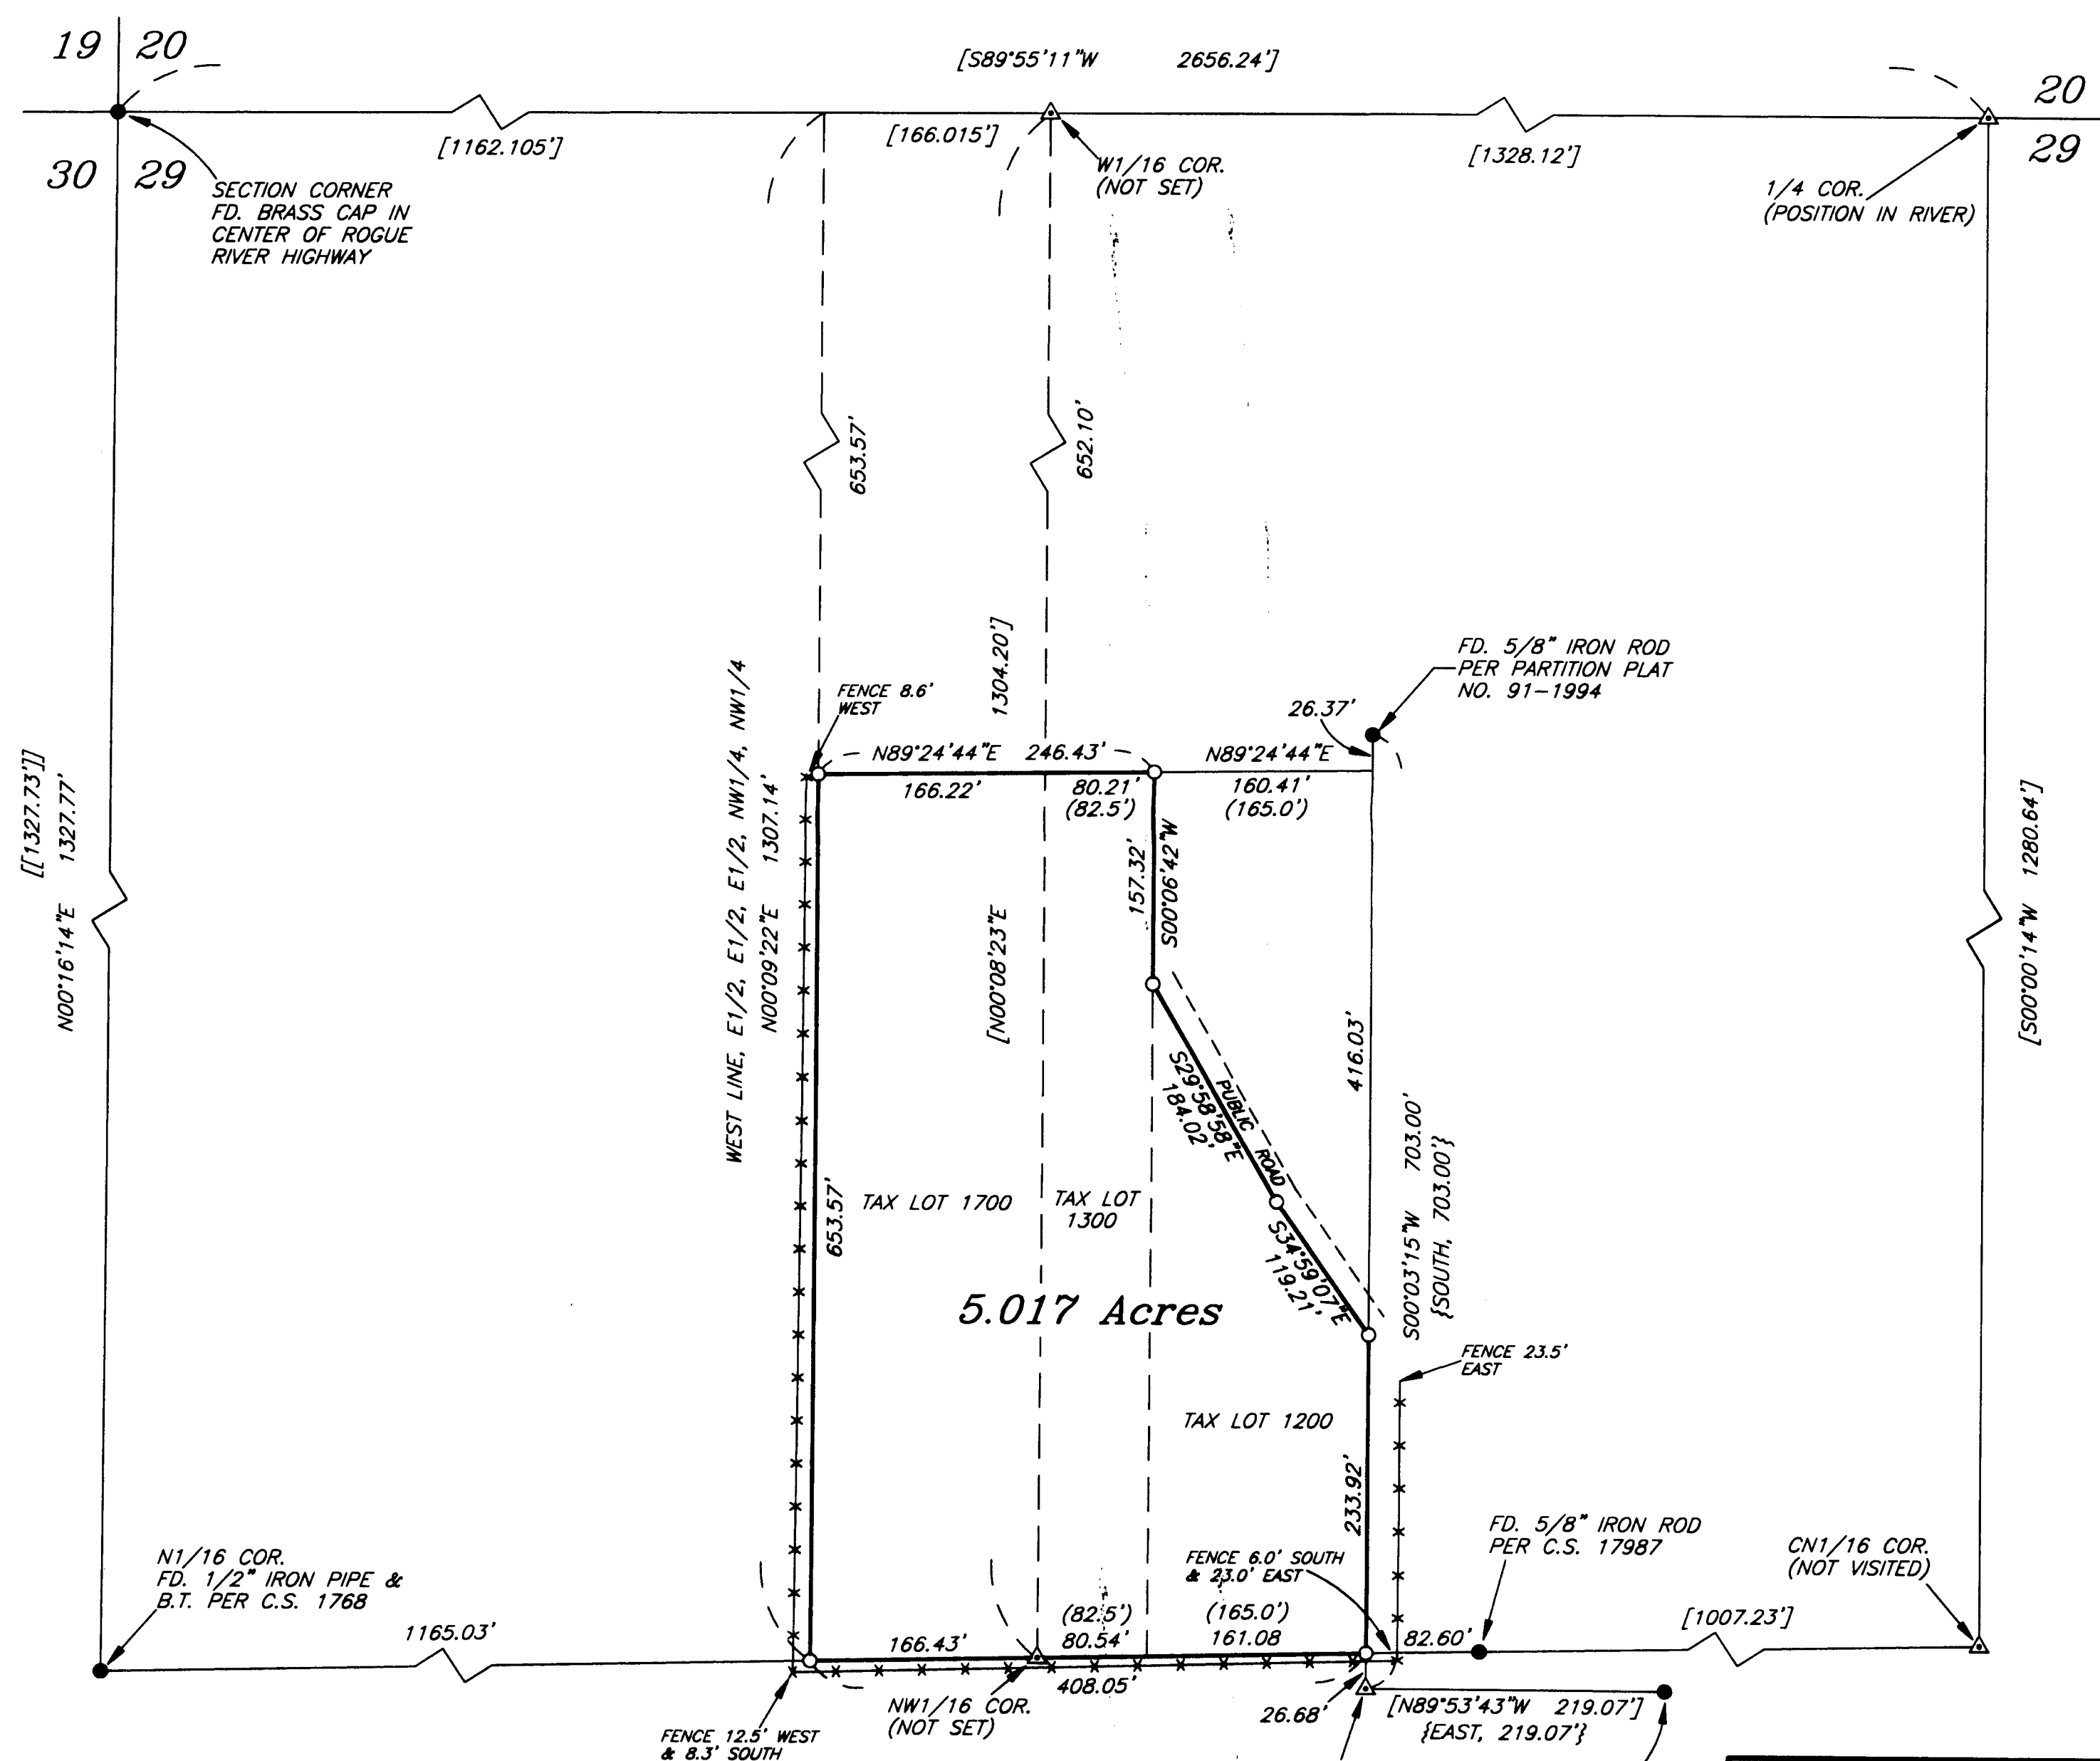 19 20
[S89°55'11"W 2656.24']
20
[1162.105']
[166.015']
[1328.12']
30 29
29
W1/16 COR.
(NOT SET)
1/4 COR.
(POSITION IN RIVER)
SECTION CORNER
FD. BRASS CAP IN
CENTER OF ROGUE
RIVER HIGHWAY
653.57'
652.10'
1304.20']
[N00°08'23"E
FD. 5/8" IRON ROD
PER PARTITION PLAT
NO. 91-1994
FENCE 8.6'
WEST
26.37'
N89°24'44"E 246.43'
N89°24'44"E
166.22'
80.21'
(82.5')
160.41'
(165.0')
[[1327.73']]
N00°16'14"E 1327.77'
WEST LINE, E1/2, E1/2, E1/2, NW1/4, NW1/4
N00°09'22"E 1307.14'
157.32'
S00°06'42"W
[S00°00'14"W 1280.64']
416.03'
PUBLIC ROAD
S29°58'58"E
184.02'
S34°59'07"E
119.21'
S00°03'15"W 703.00'
{SOUTH, 703.00'}
653.57'
TAX LOT 1700
TAX LOT
1300
5.017 Acres
FENCE 23.5'
EAST
TAX LOT 1200
233.92'
N1/16 COR.
FD. 1/2" IRON PIPE &
B.T. PER C.S. 1768
FENCE 6.0' SOUTH
& 23.0' EAST
FD. 5/8" IRON ROD
PER C.S. 17987
CN1/16 COR.
(NOT VISITED)
1165.03'
166.43'
(82.5')
80.54'
(165.0')
161.08
82.60'
[1007.23']
408.05'
NW1/16 COR.
(NOT SET)
26.68'
[N89°53'43"W 219.07']
{EAST, 219.07'}
FENCE 12.5' WEST
& 8.3' SOUTH